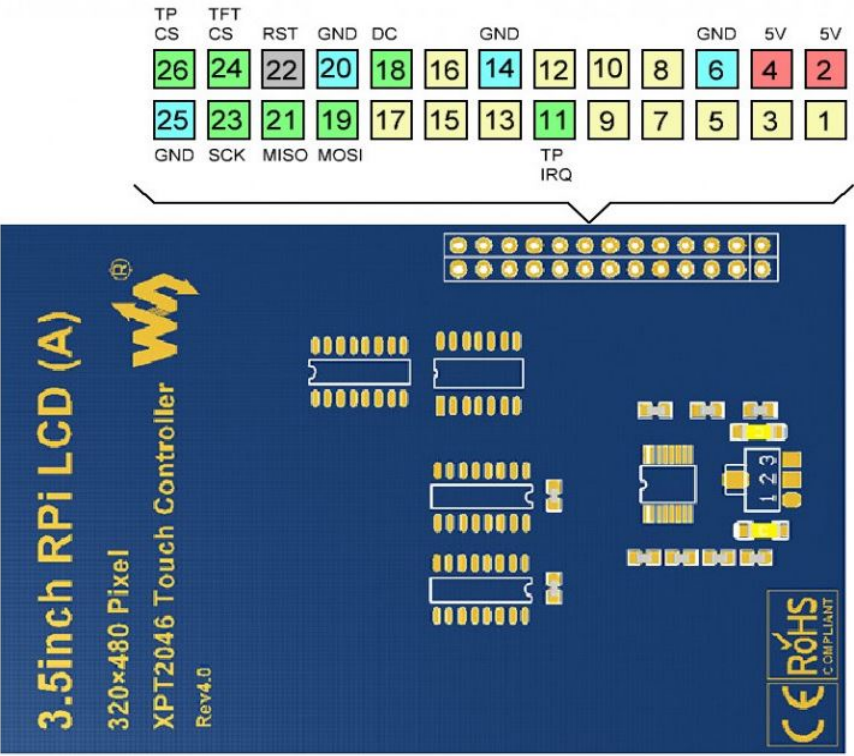 TP TFT
CS CS RST GND DC GND GND 5V 5V
26 24 22 20 18 16 14 12 10 8 6 4 2
25 23 21 19 17 15 13 11 9 7 5 3 1
GND SCK MISO MOSI TP
IRQ
3.5inch RPi LCD (A)
320×480 Pixel
XPT2046 Touch Controller
Rev4.0
®
1 2 3
CE RoHS
COMPLIANT